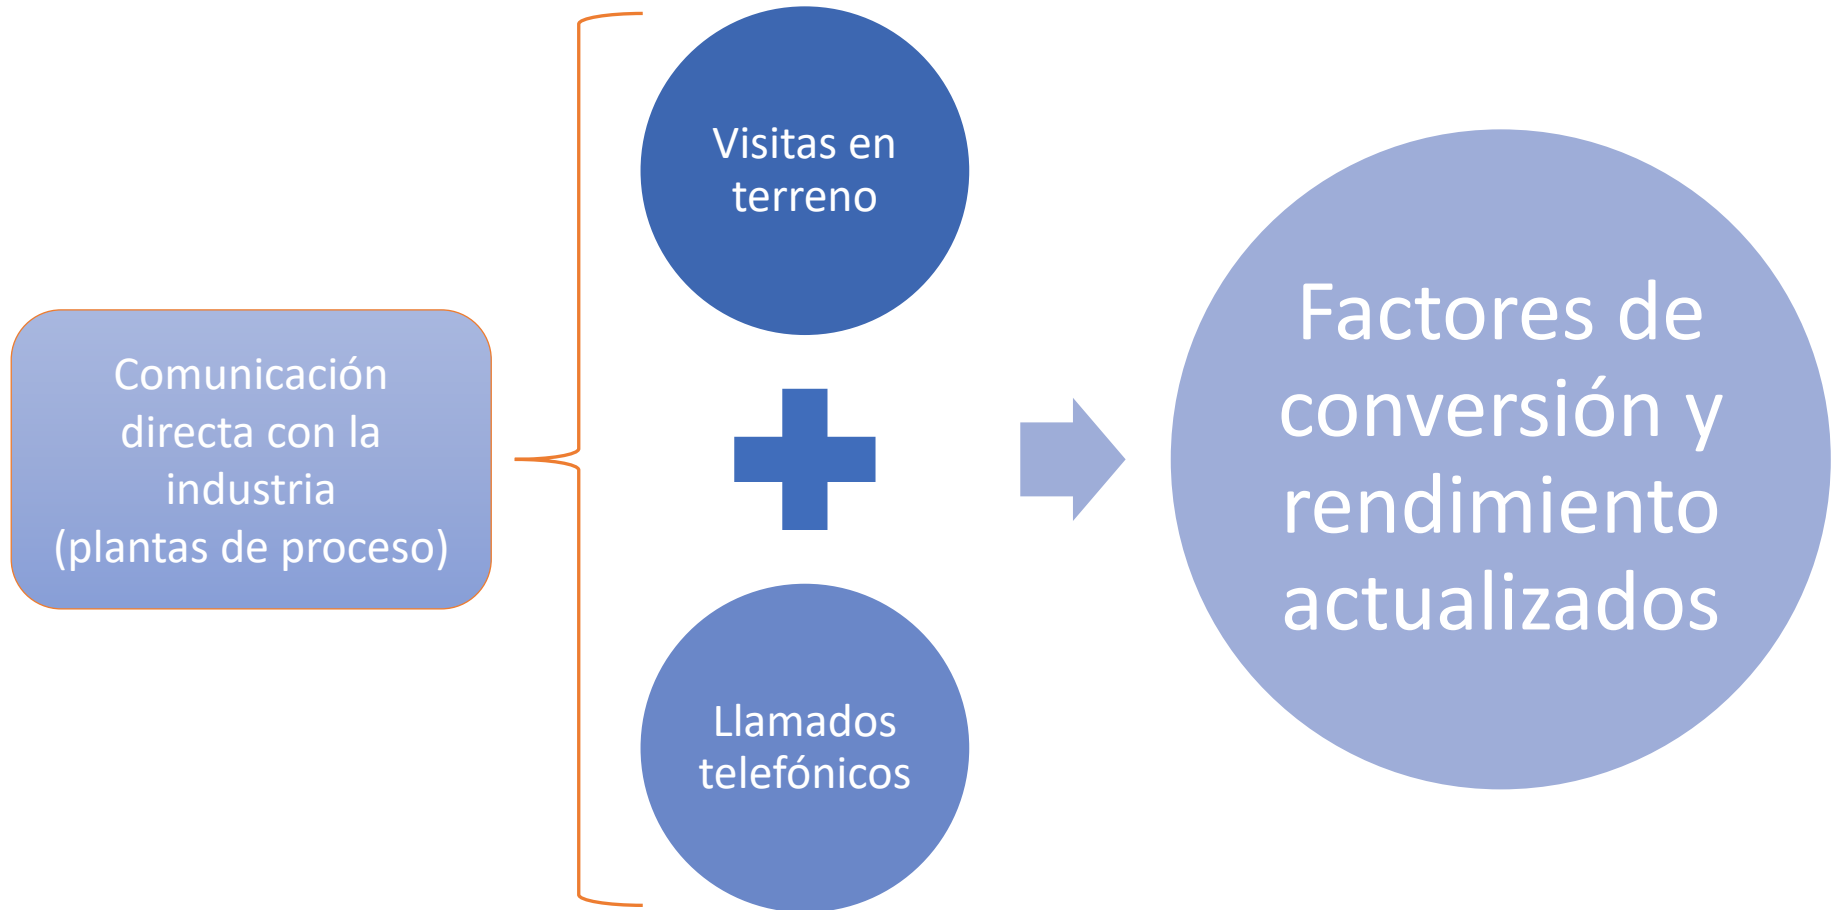 Comunicación
directa con la
industria
(plantas de proceso)
Visitas en
terreno
Llamados
telefónicos
Factores de
conversión y
rendimiento
actualizados